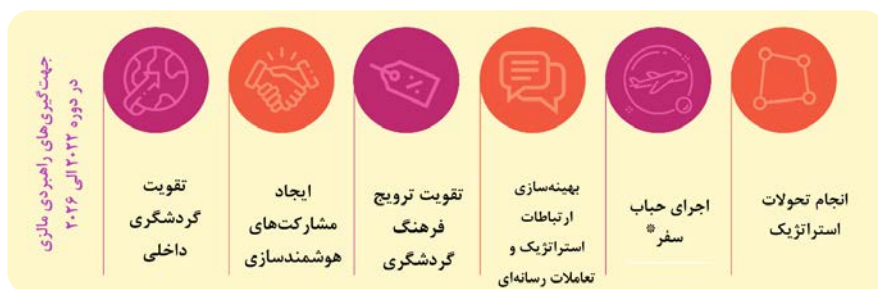 جهت‌گیری‌های راهبردی مالزی
در دوره ۲۰۲۲ الی ۲۰۲۶
انجام تحولات
استراتژیک
اجرای حباب
سفر*
بهینه‌سازی
ارتباطات
استراتژیک و
تعاملات رسانه‌ای
تقویت ترویج
فرهنگ
گردشگری
ایجاد
مشارکت‌های
هوشمندسازی
تقویت
گردشگری
داخلی